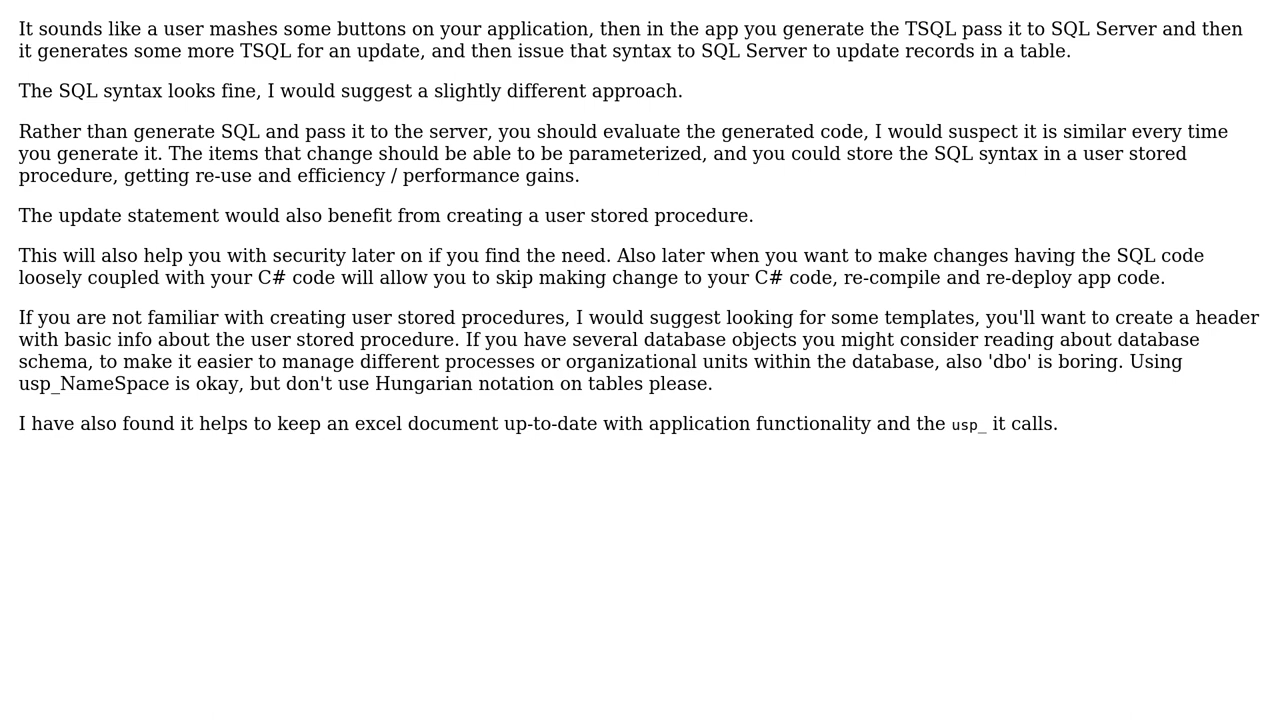 It sounds like a user mashes some buttons on your application, then in the app you generate the TSQL pass it to SQL Server and then
it generates some more TSQL for an update, and then issue that syntax to SQL Server to update records in a table.
The SQL syntax looks fine, I would suggest a slightly different approach.
Rather than generate SQL and pass it to the server, you should evaluate the generated code, I would suspect it is similar every time
you generate it. The items that change should be able to be parameterized, and you could store the SQL syntax in a user stored
procedure, getting re-use and efficiency / performance gains.
The update statement would also benefit from creating a user stored procedure.
This will also help you with security later on if you find the need. Also later when you want to make changes having the SQL code
loosely coupled with your C# code will allow you to skip making change to your C# code, re-compile and re-deploy app code.
If you are not familiar with creating user stored procedures, I would suggest looking for some templates, you'll want to create a header
with basic info about the user stored procedure. If you have several database objects you might consider reading about database
schema, to make it easier to manage different processes or organizational units within the database, also 'dbo' is boring. Using
usp_NameSpace is okay, but don't use Hungarian notation on tables please.
I have also found it helps to keep an excel document up-to-date with application functionality and the usp_ it calls.